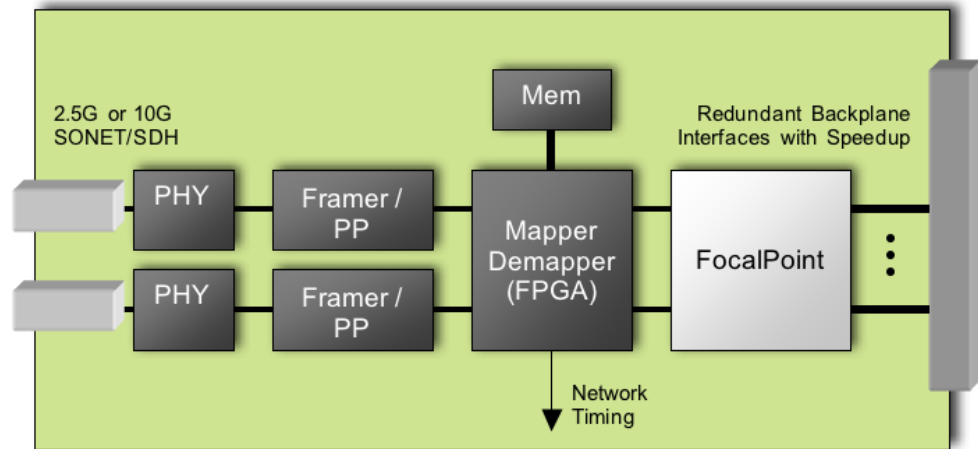 2.5G or 10G
SONET/SDH
Mem
Redundant Backplane
Interfaces with Speedup
PHY
Framer /
PP
Mapper
Demapper
(FPGA)
FocalPoint
PHY
Framer /
PP
Network
Timing